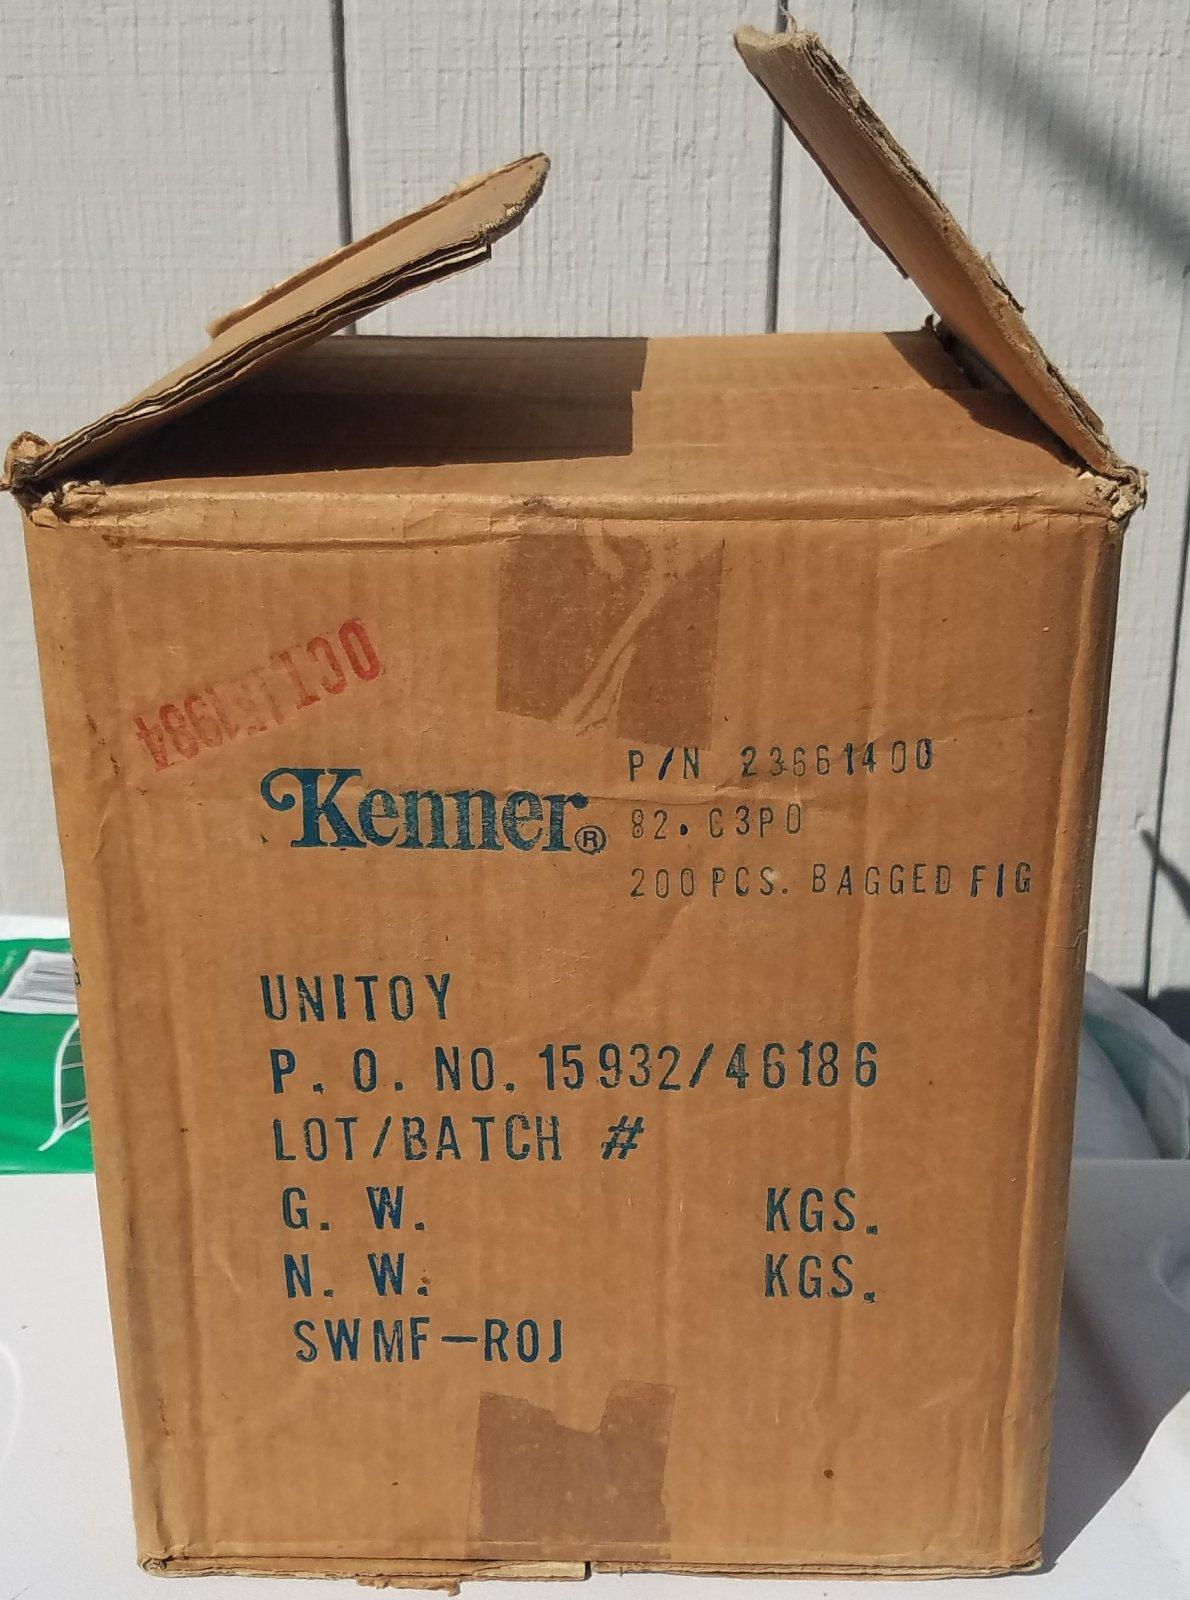 OCT 1984
Kenner®
P/N 23661400
82. C3PO
200 PCS. BAGGED FIG
UNITOY
P. O. NO. 15932/46186
LOT/BATCH #
G. W. KGS.
N. W. KGS.
SWMF-ROJ